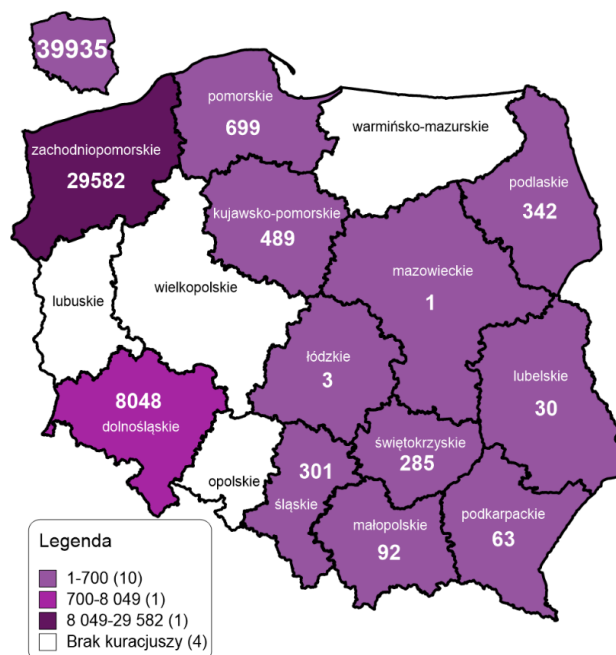 39935
pomorskie
699
warmińsko-mazurskie
zachodniopomorskie
29582
podlaskie
342
kujawsko-pomorskie
489
mazowieckie
1
wielkopolskie
lubuskie
łódzkie
3
lubelskie
30
8048
dolnośląskie
świętokrzyskie
285
301
śląskie
opolskie
małopolskie
92
podkarpackie
63
Legenda
1-700 (10)
700-8 049 (1)
8 049-29 582 (1)
Brak kuracjuszy (4)